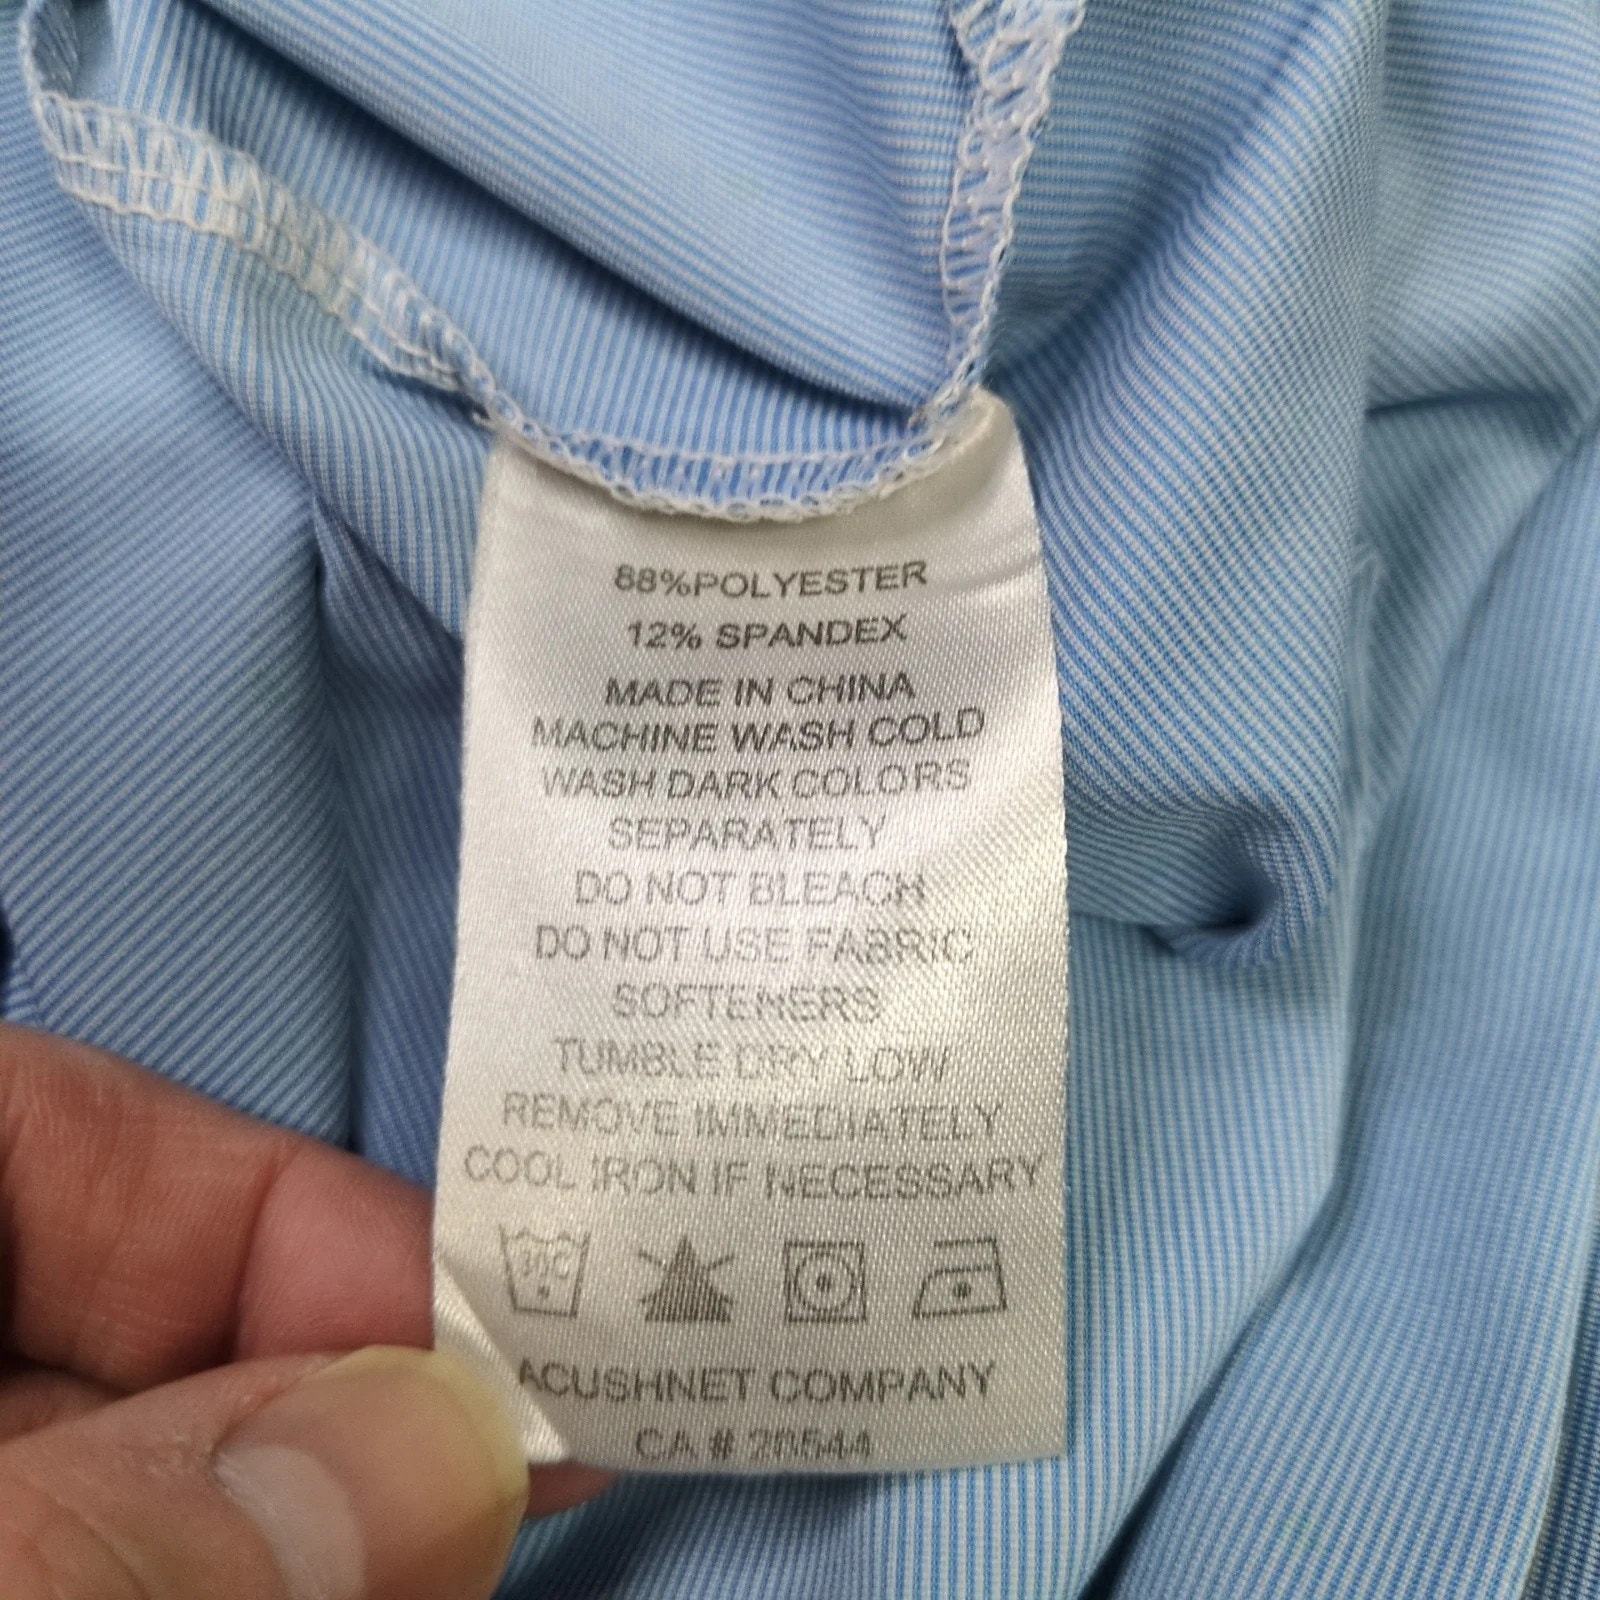 88%POLYESTER
12% SPANDEX
MADE IN CHINA
MACHINE WASH COLD
WASH DARK COLORS
SEPARATELY
DO NOT BLEACH
DO NOT USE FABRIC
SOFTENERS
TUMBLE DRY LOW
REMOVE IMMEDIATELY
COOL IRON IF NECESSARY
30C
ACUSHNET COMPANY
CA # 20544